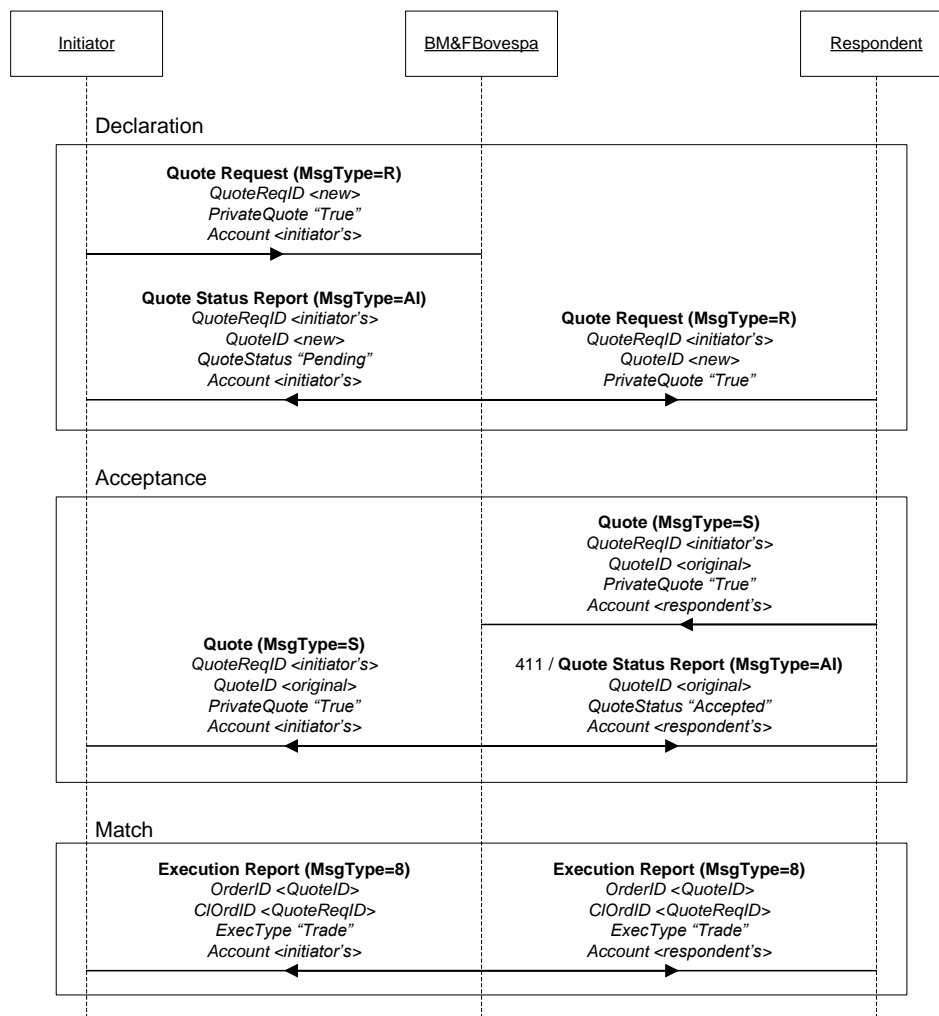 Initiator
BM&FBovespa
Respondent
Declaration
Quote Request (MsgType=R)
QuoteReqID <new>
PrivateQuote “True”
Account <initiator’s>
Quote Status Report (MsgType=AI)
QuoteReqID <initiator’s>
QuoteID <new>
QuoteStatus “Pending”
Account <initiator’s>
Quote Request (MsgType=R)
QuoteReqID <initiator’s>
QuoteID <new>
PrivateQuote “True”
Acceptance
Quote (MsgType=S)
QuoteReqID <initiator’s>
QuoteID <original>
PrivateQuote “True”
Account <respondent’s>
Quote (MsgType=S)
QuoteReqID <initiator’s>
QuoteID <original>
PrivateQuote “True”
Account <initiator’s>
411 / Quote Status Report (MsgType=AI)
QuoteID <original>
QuoteStatus “Accepted”
Account <respondent’s>
Match
Execution Report (MsgType=8)
OrderID <QuoteID>
ClOrdID <QuoteReqID>
ExecType “Trade”
Account <initiator’s>
Execution Report (MsgType=8)
OrderID <QuoteID>
ClOrdID <QuoteReqID>
ExecType “Trade”
Account <respondent’s>